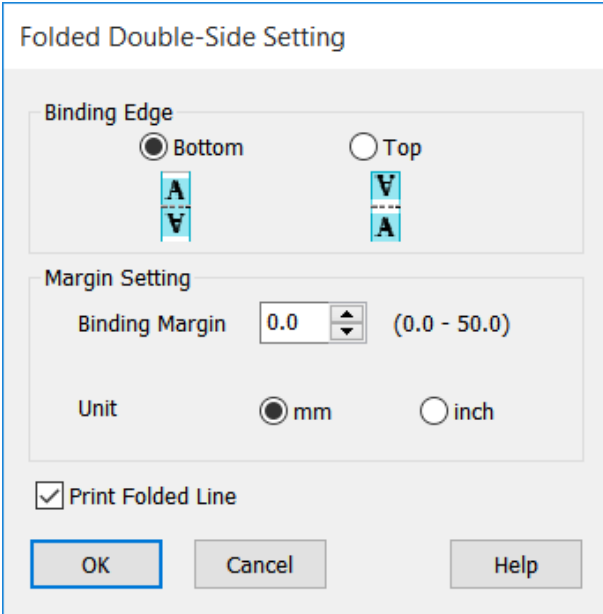 Folded Double-Side Setting
Binding Edge
Bottom Top
A Ɐ
Ɐ A
Margin Setting
Binding Margin 0.0 (0.0 - 50.0)
Unit mm inch
Print Folded Line
OK Cancel Help